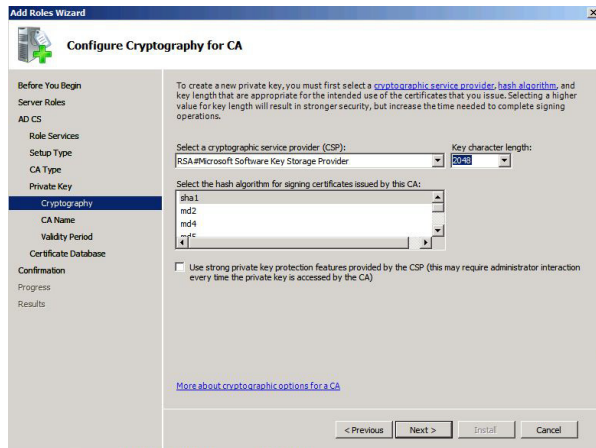 Add Roles Wizard
Configure Cryptography for CA
Before You Begin
Server Roles
AD CS
Role Services
Setup Type
CA Type
Private Key
Cryptography
CA Name
Validity Period
Certificate Database
Confirmation
Progress
Results
To create a new private key, you must first select a cryptographic service provider, hash algorithm, and
key length that are appropriate for the intended use of the certificates that you issue. Selecting a higher
value for key length will result in stronger security, but increase the time needed to complete signing
operations.
Select a cryptographic service provider (CSP):
Key character length:
RSA#Microsoft Software Key Storage Provider
2048
Select the hash algorithm for signing certificates issued by this CA:
sha1
md2
md4
md5
Use strong private key protection features provided by the CSP (this may require administrator interaction
every time the private key is accessed by the CA)
More about cryptographic options for a CA
< Previous
Next >
Install
Cancel